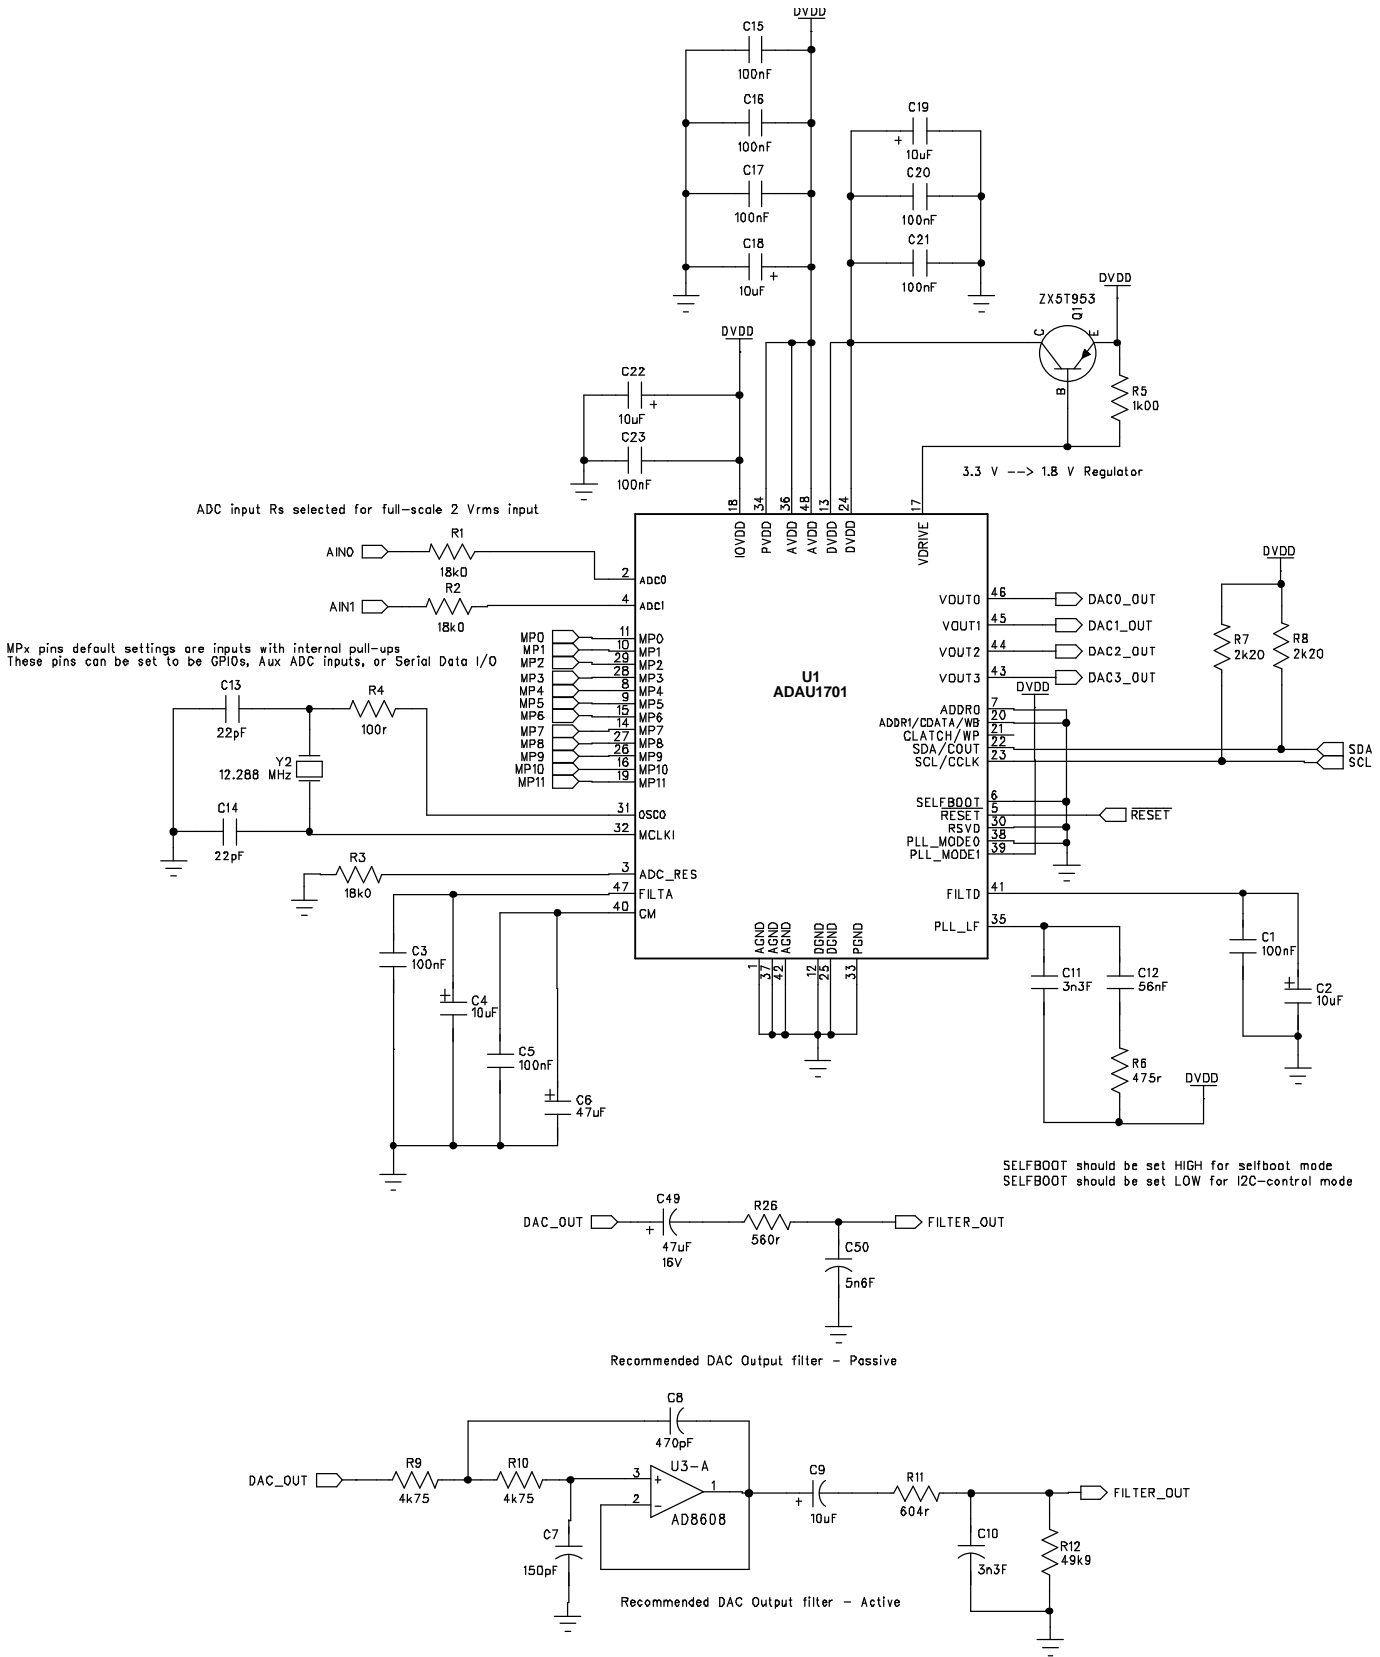 DVDD
C15
100nF
C16
100nF
C17
100nF
C18
+
10uF
C19
+
10uF
C20
100nF
C21
100nF
DVDD
ZX5T953
Q1
C
E
B
R5
1k00
3.3 V --> 1.8 V Regulator
DVDD
C22
+
10uF
C23
100nF
18
34
36
48
13
24
17
IOVDD
PVDD
AVDD
AVDD
DVDD
DVDD
VDRIVE
ADC input Rs selected for full-scale 2 Vrms input
AIN0
R1
18k0
2
ADC0
AIN1
R2
18k0
4
ADC1
MPx pins default settings are inputs with internal pull-ups
These pins can be set to be GPIOs, Aux ADC inputs, or Serial Data I/O
MP0 11 MP0
MP1 10 MP1
MP2 29 MP2
MP3 28 MP3
MP4 8 MP4
MP5 9 MP5
MP6 15 MP6
MP7 14 MP7
MP8 27 MP8
MP9 26 MP9
MP10 16 MP10
MP11 19 MP11
U1
ADAU1701
VOUT0 46 DAC0_OUT
VOUT1 45 DAC1_OUT
VOUT2 44 DAC2_OUT
VOUT3 43 DAC3_OUT
DVDD
ADDR0 7
ADDR1/CDATA/WB 20
CLATCH/WP 21
SDA/COUT 22
SCL/CCLK 23
DVDD
R7
2k20
R8
2k20
SDA
SCL
SELFBOOT 6
RESET 5
RESET
RSVD 30
PLL_MODE0 38
PLL_MODE1 39
C13
22pF
R4
100r
Y2
12.288 MHz
C14
22pF
31 OSCO
32 MCLKI
R3
18k0
3 ADC_RES
47 FILTA
40 CM
C3
100nF
+
C4
10uF
C5
100nF
+
C6
47uF
AGND
AGND
AGND
DGND
DGND
PGND
1
37
42
12
25
33
FILTD 41
PLL_LF 35
C1
100nF
+
C2
10uF
C11
3n3F
C12
56nF
R6
475r
DVDD
SELFBOOT should be set HIGH for selfboot mode
SELFBOOT should be set LOW for I2C-control mode
DAC_OUT
C49
+
47uF
16V
R26
560r
C50
5n6F
FILTER_OUT
Recommended DAC Output filter - Passive
C8
470pF
DAC_OUT
R9
4k75
R10
4k75
C7
150pF
U3-A
3
+
2
-
1
AD8608
C9
+
10uF
R11
604r
C10
3n3F
R12
49k9
FILTER_OUT
Recommended DAC Output filter - Active